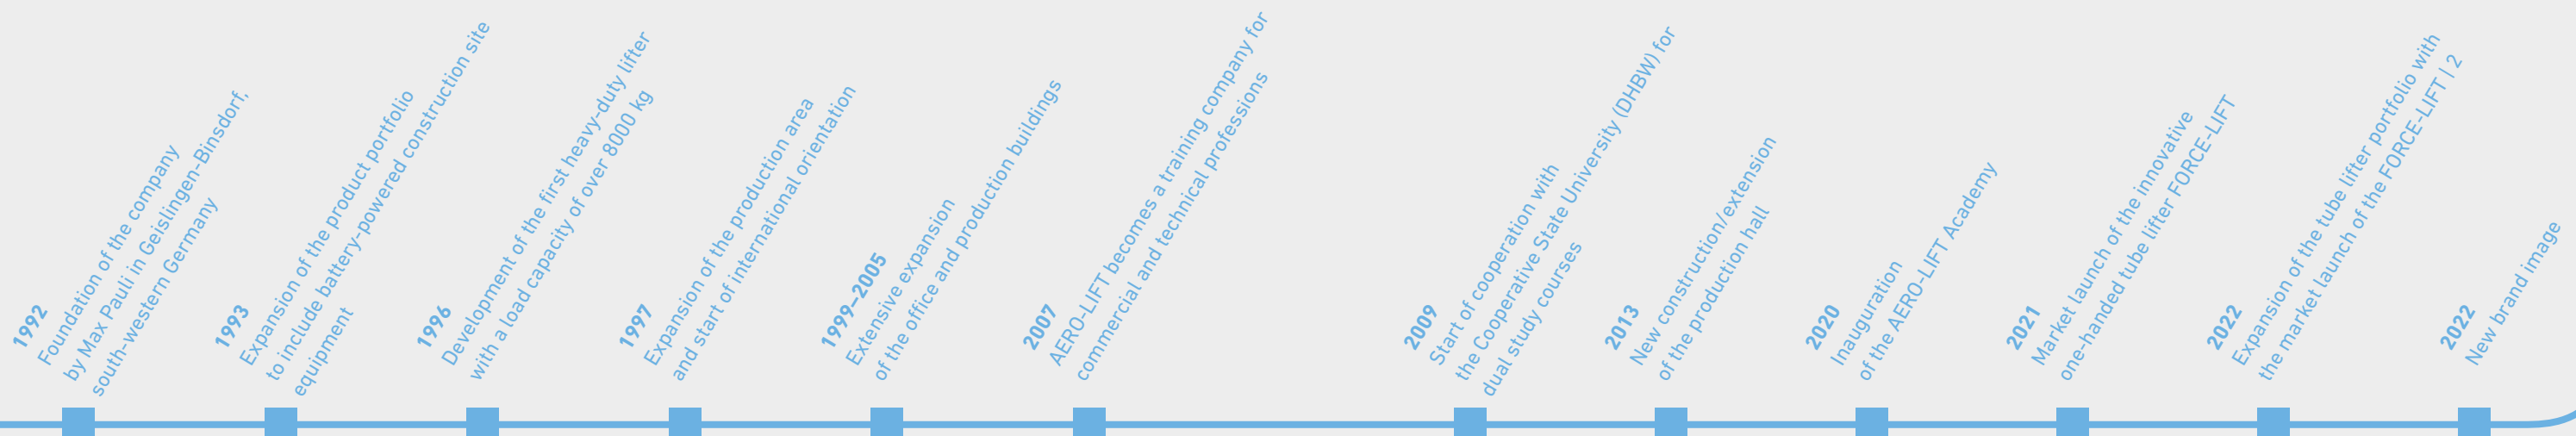 1992
Foundation of the company
by Max Pauli in Geislingen-Binsdorf,
south-western Germany
1993
Expansion of the product portfolio
to include battery-powered construction site
equipment
1996
Development of the first heavy-duty lifter
with a load capacity of over 8000 kg
1997
Expansion of the production area
and start of international orientation
1999–2005
Extensive expansion
of the office and production buildings
2007
AERO-LIFT becomes a training company for
commercial and technical professions
2009
Start of cooperation with
the Cooperative State University (DHBW) for
dual study courses
2013
New construction/extension
of the production hall
2020
Inauguration
of the AERO-LIFT Academy
2021
Market launch of the innovative
one-handed tube lifter FORCE-LIFT
2022
Expansion of the tube lifter portfolio with
the market launch of the FORCE-LIFT | 2
2022
New brand image